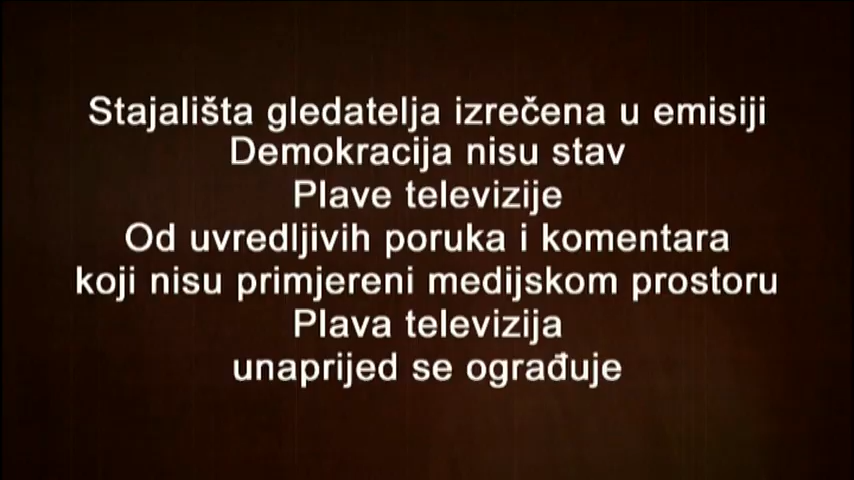 Stajališta gledatelja izrečena u emisiji
Demokracija nisu stav
Plave televizije
Od uvredljivih poruka i komentara
koji nisu primjereni medijskom prostoru
Plava televizija
unaprijed se ograđuje